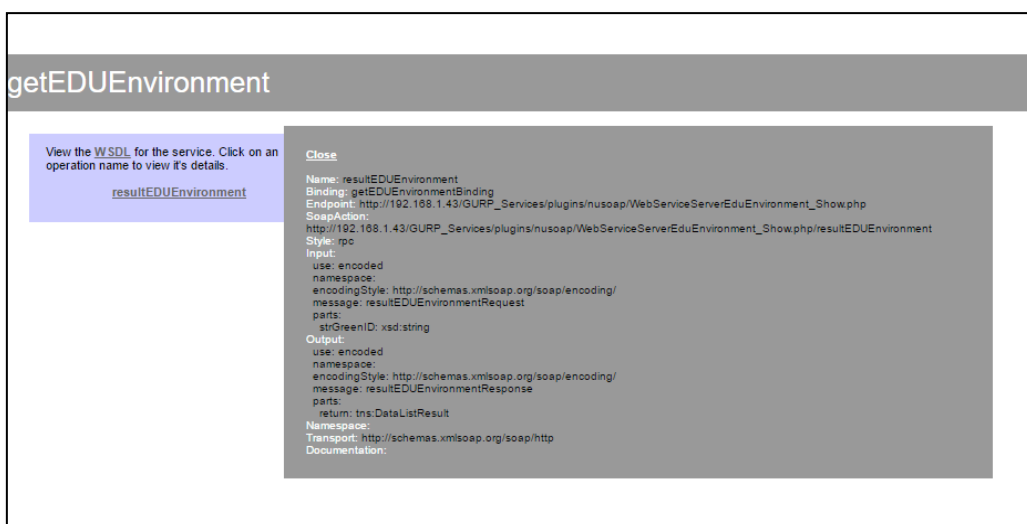 getEDUEnvironment
View the WSDL for the service. Click on an
operation name to view it's details.
resultEDUEnvironment
Close
Name: resultEDUEnvironment
Binding: getEDUEnvironmentBinding
Endpoint: http://192.168.1.43/GURP_Services/plugins/nusoap/WebServiceServerEduEnvironment_Show.php
SoapAction:
http://192.168.1.43/GURP_Services/plugins/nusoap/WebServiceServerEduEnvironment_Show.php/resultEDUEnvironment
Style: rpc
Input:
use: encoded
namespace:
encodingStyle: http://schemas.xmlsoap.org/soap/encoding/
message: resultEDUEnvironmentRequest
parts:
strGreenID: xsd:string
Output:
use: encoded
namespace:
encodingStyle: http://schemas.xmlsoap.org/soap/encoding/
message: resultEDUEnvironmentResponse
parts:
return: tns:DataListResult
Namespace:
Transport: http://schemas.xmlsoap.org/soap/http
Documentation: